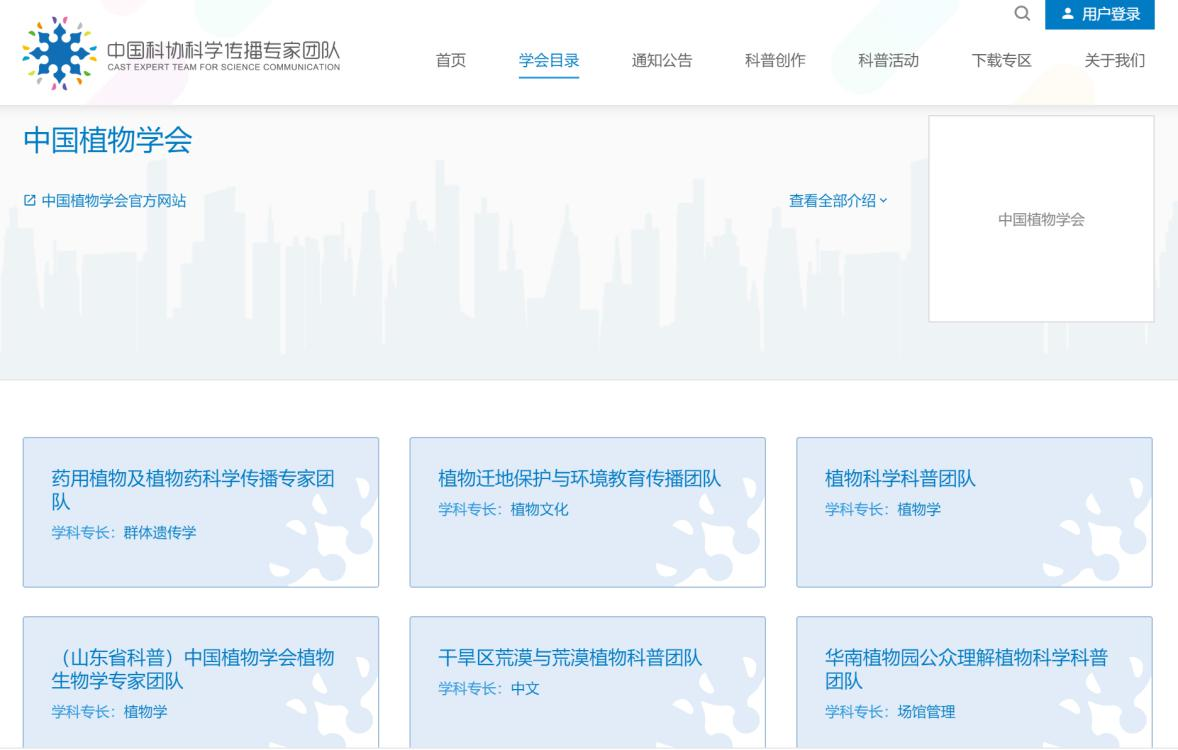 用户登录
中国科协科学传播专家团队
CAST EXPERT TEAM FOR SCIENCE COMMUNICATION
首页
学会目录
通知公告
科普创作
科普活动
下载专区
关于我们
中国植物学会
中国植物学会官方网站
查看全部介绍
中国植物学会
药用植物及植物药科学传播专家团
队
学科专长：群体遗传学
植物迁地保护与环境教育传播团队
学科专长：植物文化
植物科学科普团队
学科专长：植物学
（山东省科普）中国植物学会植物
生物学专家团队
学科专长：植物学
干旱区荒漠与荒漠植物科普团队
学科专长：中文
华南植物园公众理解植物科学科普
团队
学科专长：场馆管理